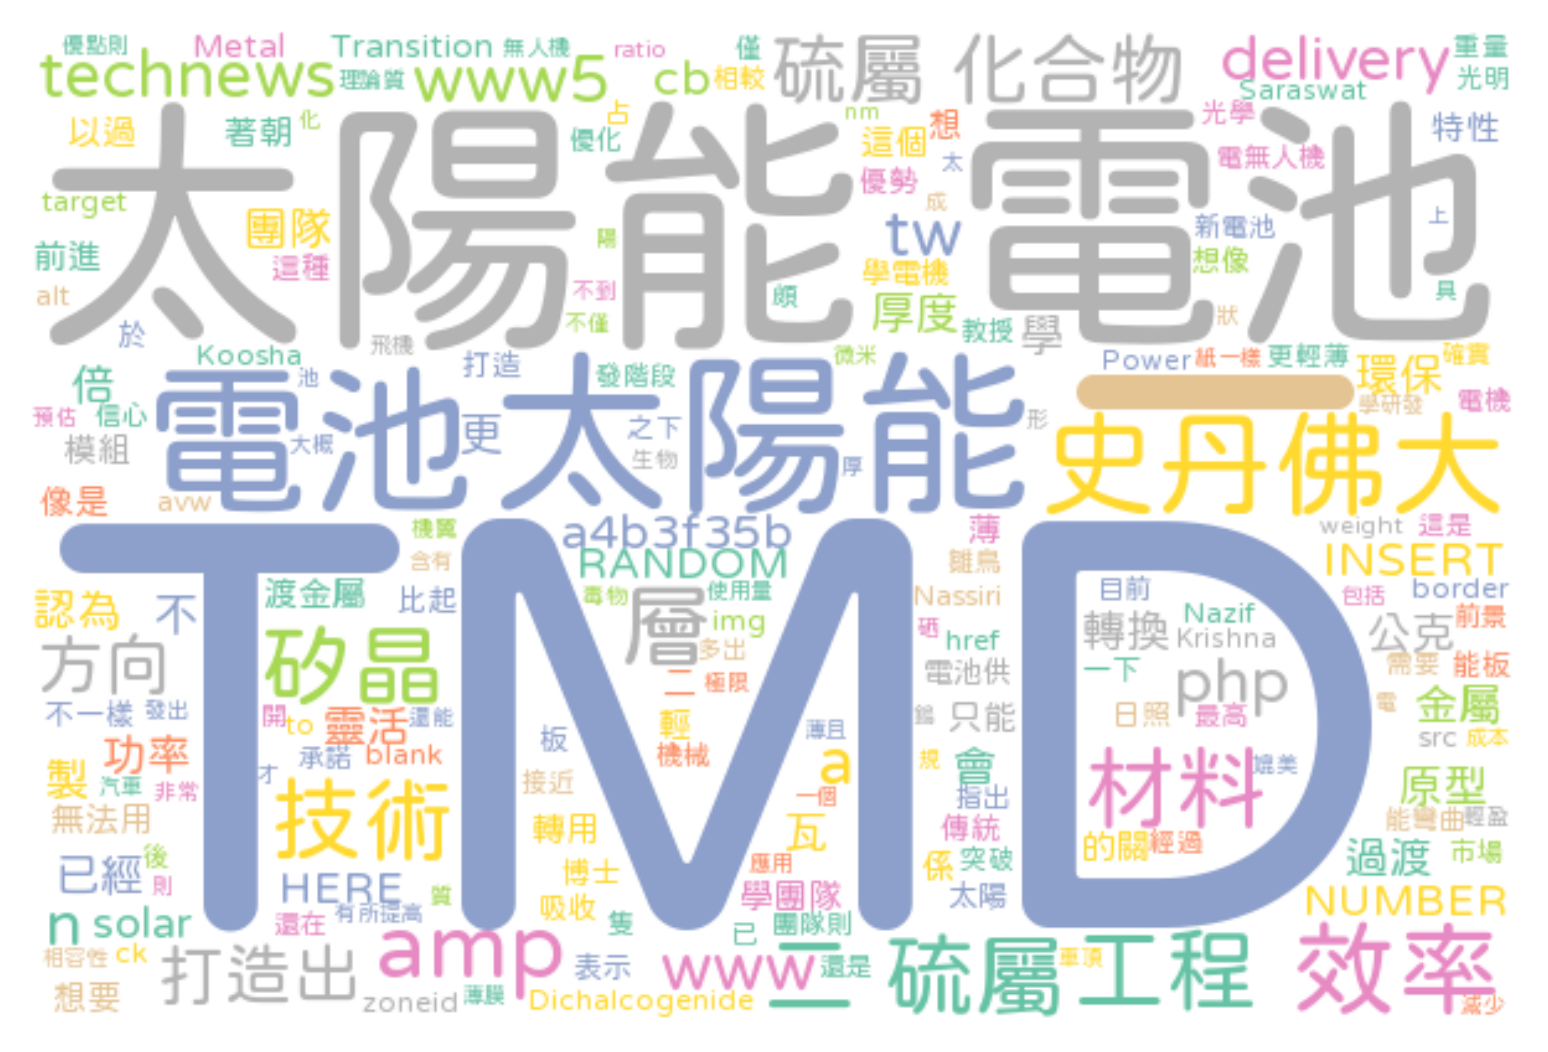 優點則 Metal Transition 無人機 ratio 僅 硫屬 化合物 delivery 重量
technews 理論質 www5 cb 相較 Saraswat 光明
以過 著朝 化 優化 占 nm 這個 想 光學 特性
太陽能 電池
太 電無人機
target 團隊 優勢 成 tw 新電池 上
前進 這種 陽 學電機 想像
alt 不到 頗 厚度 具
於 飛機 不僅 教授 學 狀
Koosha 打造 發階段 微米 Power 紙一樣 更輕薄 環保 確實
倍 池 電池太陽能 一
預估 信心 大概 更 之下 形 史丹佛大 學研發 電機
模組 生物 厚
像是 avw a4b3f35b 薄 weight 這是
TMD
機翼 含有 RANDOM 雛鳥 INSERT
認為 不 渡金屬 比起 毒物 使用量 Nassiri 目前 包括 border
方向 矽晶 層 img 硒 href 轉換 Nazif Krishna 公克 前景
多出 電池供 一下 需要 能板
不一樣 發出 開 to 靈活 還能 二 極限 鎢 只能 php 日照 最高 電 金屬
功率 承諾 blank 板 輕 機械 薄且 src 成本
製 汽車 非常 才 接近 a 一個 規 會 指出 材料 媲美 原型
無法用 技術 轉用 瓦 傳統 能彎曲 輕盈
已經 後 則 博士 應用 係 突破 的關 經過 過渡 市場
HERE 質 吸收 學團隊 太陽 NUMBER
n solar 還在 有所提高 隻 已 團隊則
相容性 ck 打造出 amp 表示 www 二 還是 硫屬 車頂 工程 效率
想要 zoneid 薄膜 Dichalcogenide 減少